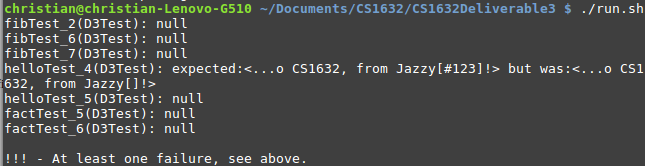 christian@christian-Lenovo-G510 ~/Documents/CS1632/CS1632Deliverable3 $ ./run.sh
fibTest_2(D3Test): null
fibTest_6(D3Test): null
fibTest_7(D3Test): null
helloTest_4(D3Test): expected:<...o CS1632, from Jazzy[#123]!> but was:<...o CS1
632, from Jazzy[]!>
helloTest_5(D3Test): null
factTest_5(D3Test): null
factTest_6(D3Test): null
!!! - At least one failure, see above.